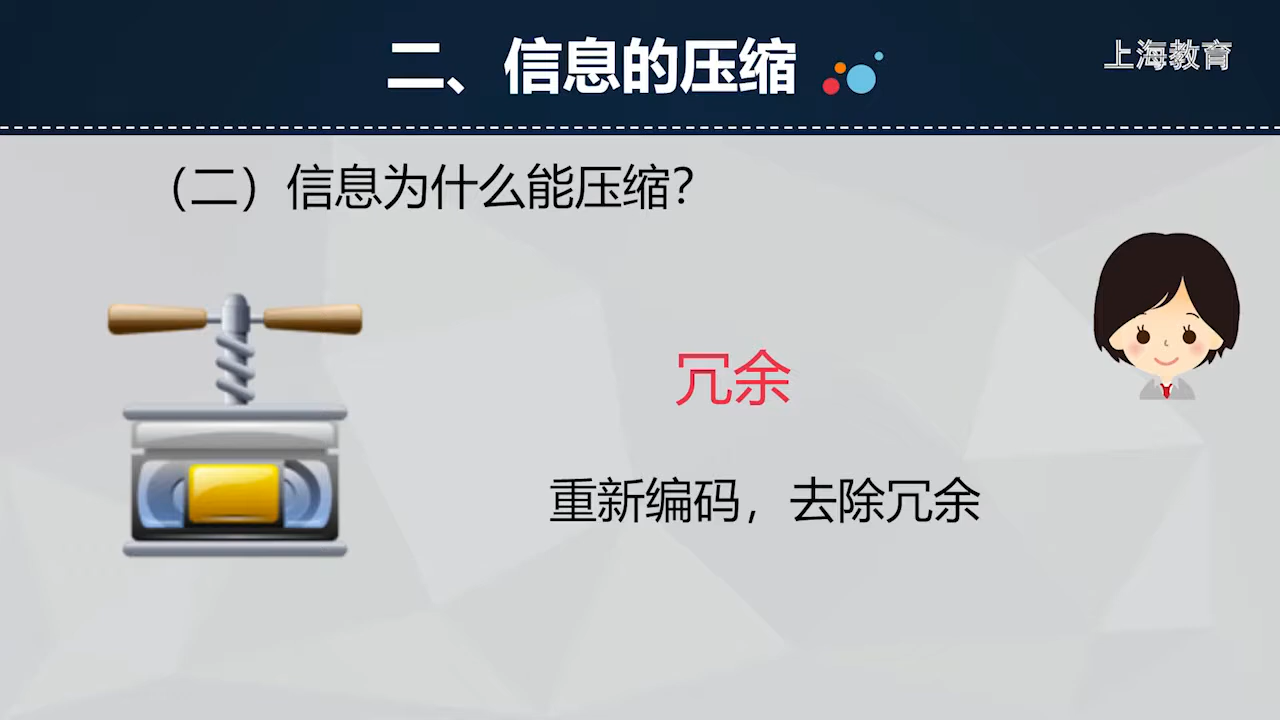 二、信息的压缩
上海教育
（二）信息为什么能压缩？
冗余
重新编码，去除冗余